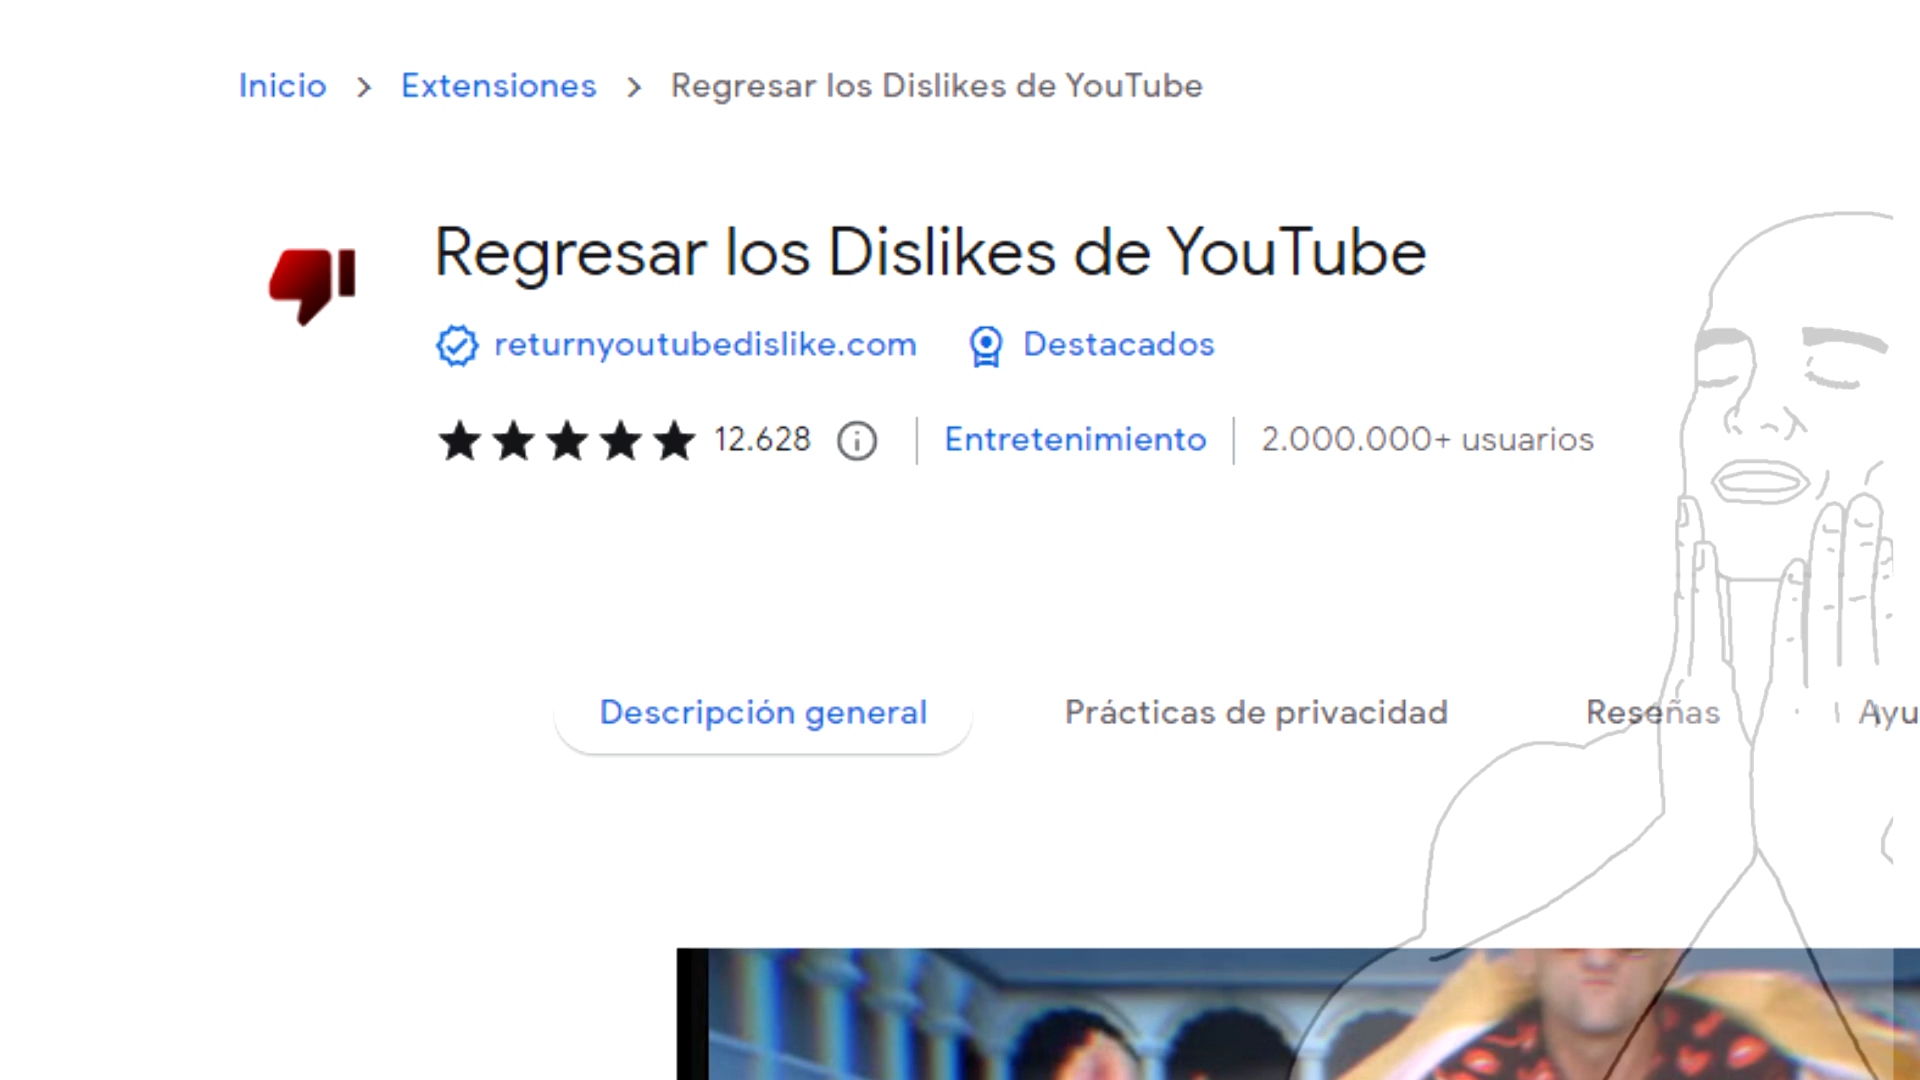 Inicio > Extensiones > Regresar los Dislikes de YouTube
Regresar los Dislikes de YouTube
returnyoutubedislike.com Destacados
12.628 Entretenimiento 2.000.000+ usuarios
Descripción general Prácticas de privacidad Reseñas Ayu